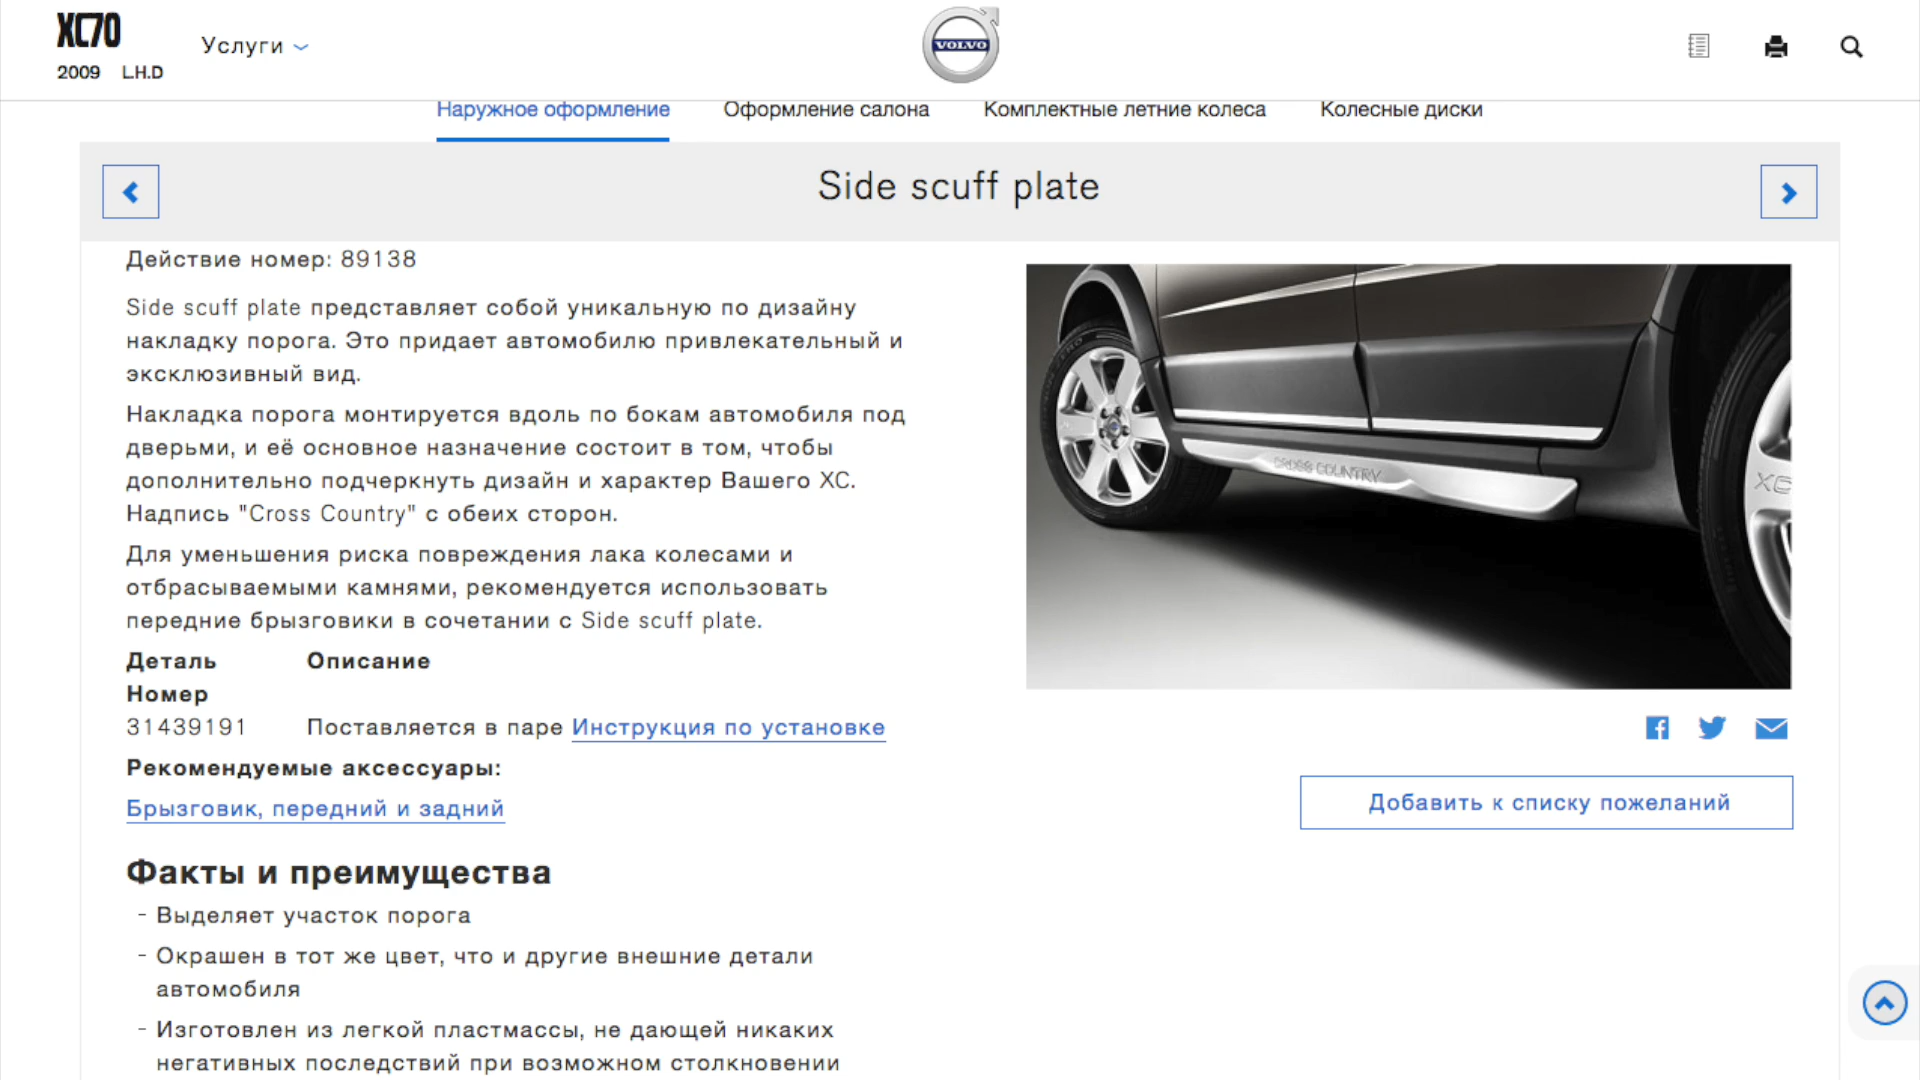 XC70
2009 LH.D
Услуги
VOLVO
Наружное оформление
Оформление салона
Комплектные летние колеса
Колесные диски
Side scuff plate
Действие номер: 89138
Side scuff plate представляет собой уникальную по дизайну
накладку порога. Это придает автомобилю привлекательный и
эксклюзивный вид.
Накладка порога монтируется вдоль по бокам автомобиля под
дверьми, и её основное назначение состоит в том, чтобы
дополнительно подчеркнуть дизайн и характер Вашего XC.
Надпись "Cross Country" с обеих сторон.
Для уменьшения риска повреждения лака колесами и
отбрасываемыми камнями, рекомендуется использовать
передние брызговики в сочетании с Side scuff plate.
Деталь Описание
Номер
31439191 Поставляется в паре Инструкция по установке
Рекомендуемые аксессуары:
Брызговик, передний и задний
Факты и преимущества
- Выделяет участок порога
- Окрашен в тот же цвет, что и другие внешние детали
автомобиля
- Изготовлен из легкой пластмассы, не дающей никаких
негативных последствий при возможном столкновении
CROSS COUNTRY
XC
Добавить к списку пожеланий